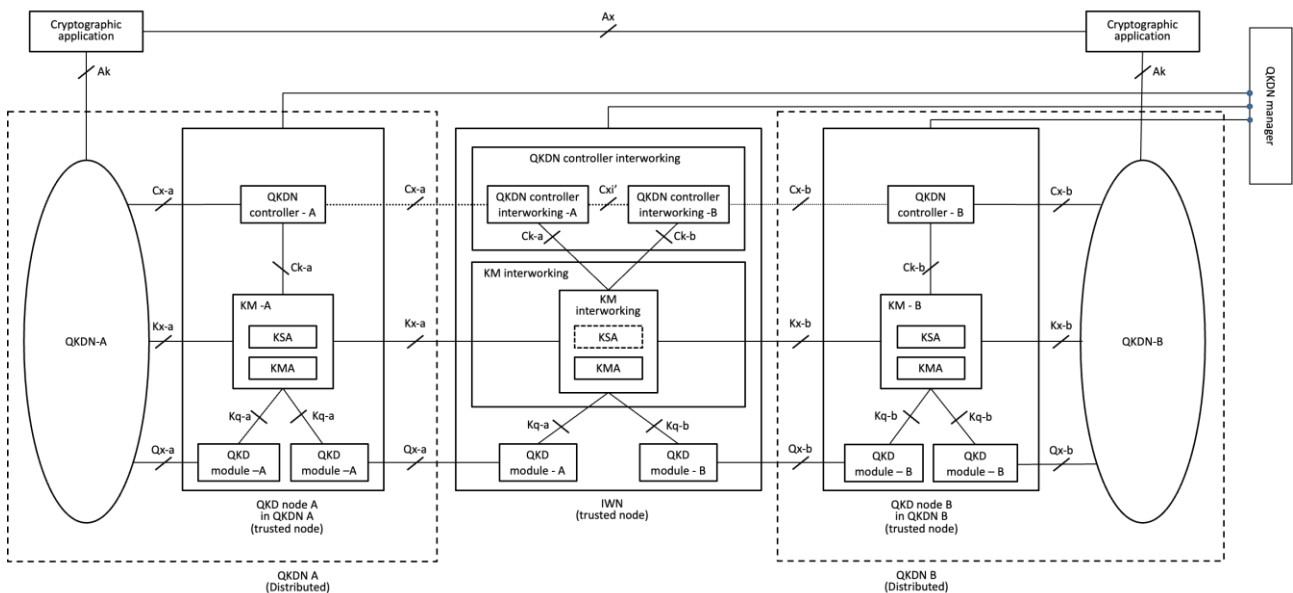 Cryptographic
application
Ax
Cryptographic
application
Ak
Ak
QKDN manager
QKDN controller interworking
Cx-a
QKDN
controller - A
Cx-a
QKDN controller
interworking -A
Cxi’
QKDN controller
interworking -B
Cx-b
QKDN
controller - B
Cx-b
Ck-a
Ck-b
Ck-a
Ck-b
KM interworking
KM -A
KM
interworking
KM - B
Kx-a
KSA
Kx-a
KSA
Kx-b
KSA
Kx-b
QKDN-A
QKDN-B
KMA
KMA
KMA
Kq-a
Kq-a
Kq-a
Kq-b
Kq-b
Kq-b
Qx-a
QKD
module –A
QKD
module –A
Qx-a
QKD
module - A
QKD
module - B
Qx-b
QKD
module – B
QKD
module – B
Qx-b
QKD node A
in QKDN A
(trusted node)
IWN
(trusted node)
QKD node B
in QKDN B
(trusted node)
QKDN A
(Distributed)
QKDN B
(Distributed)